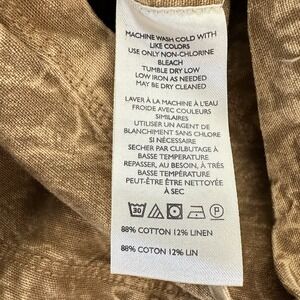 MACHINE WASH COLD WITH
LIKE COLORS
USE ONLY NON-CHLORINE
BLEACH
TUMBLE DRY LOW
LOW IRON AS NEEDED
MAY BE DRY CLEANED
LAVER À LA MACHINE À L'EAU
FROIDE AVEC COULEURS
SIMILAIRES
UTILISER UN AGENT DE
BLANCHIMENT SANS CHLORE
SI NÉCESSAIRE
SECHER PAR CULBUTAGE À
BASSE TEMPERATURE
REPASSER, AU BESOIN, À TRÈS
BASSE TEMPERATURE
PEUT-ÊTRE ÊTRE NETTOYÉE
À SEC
30 P
88% COTTON 12% LINEN
88% COTON 12% LIN